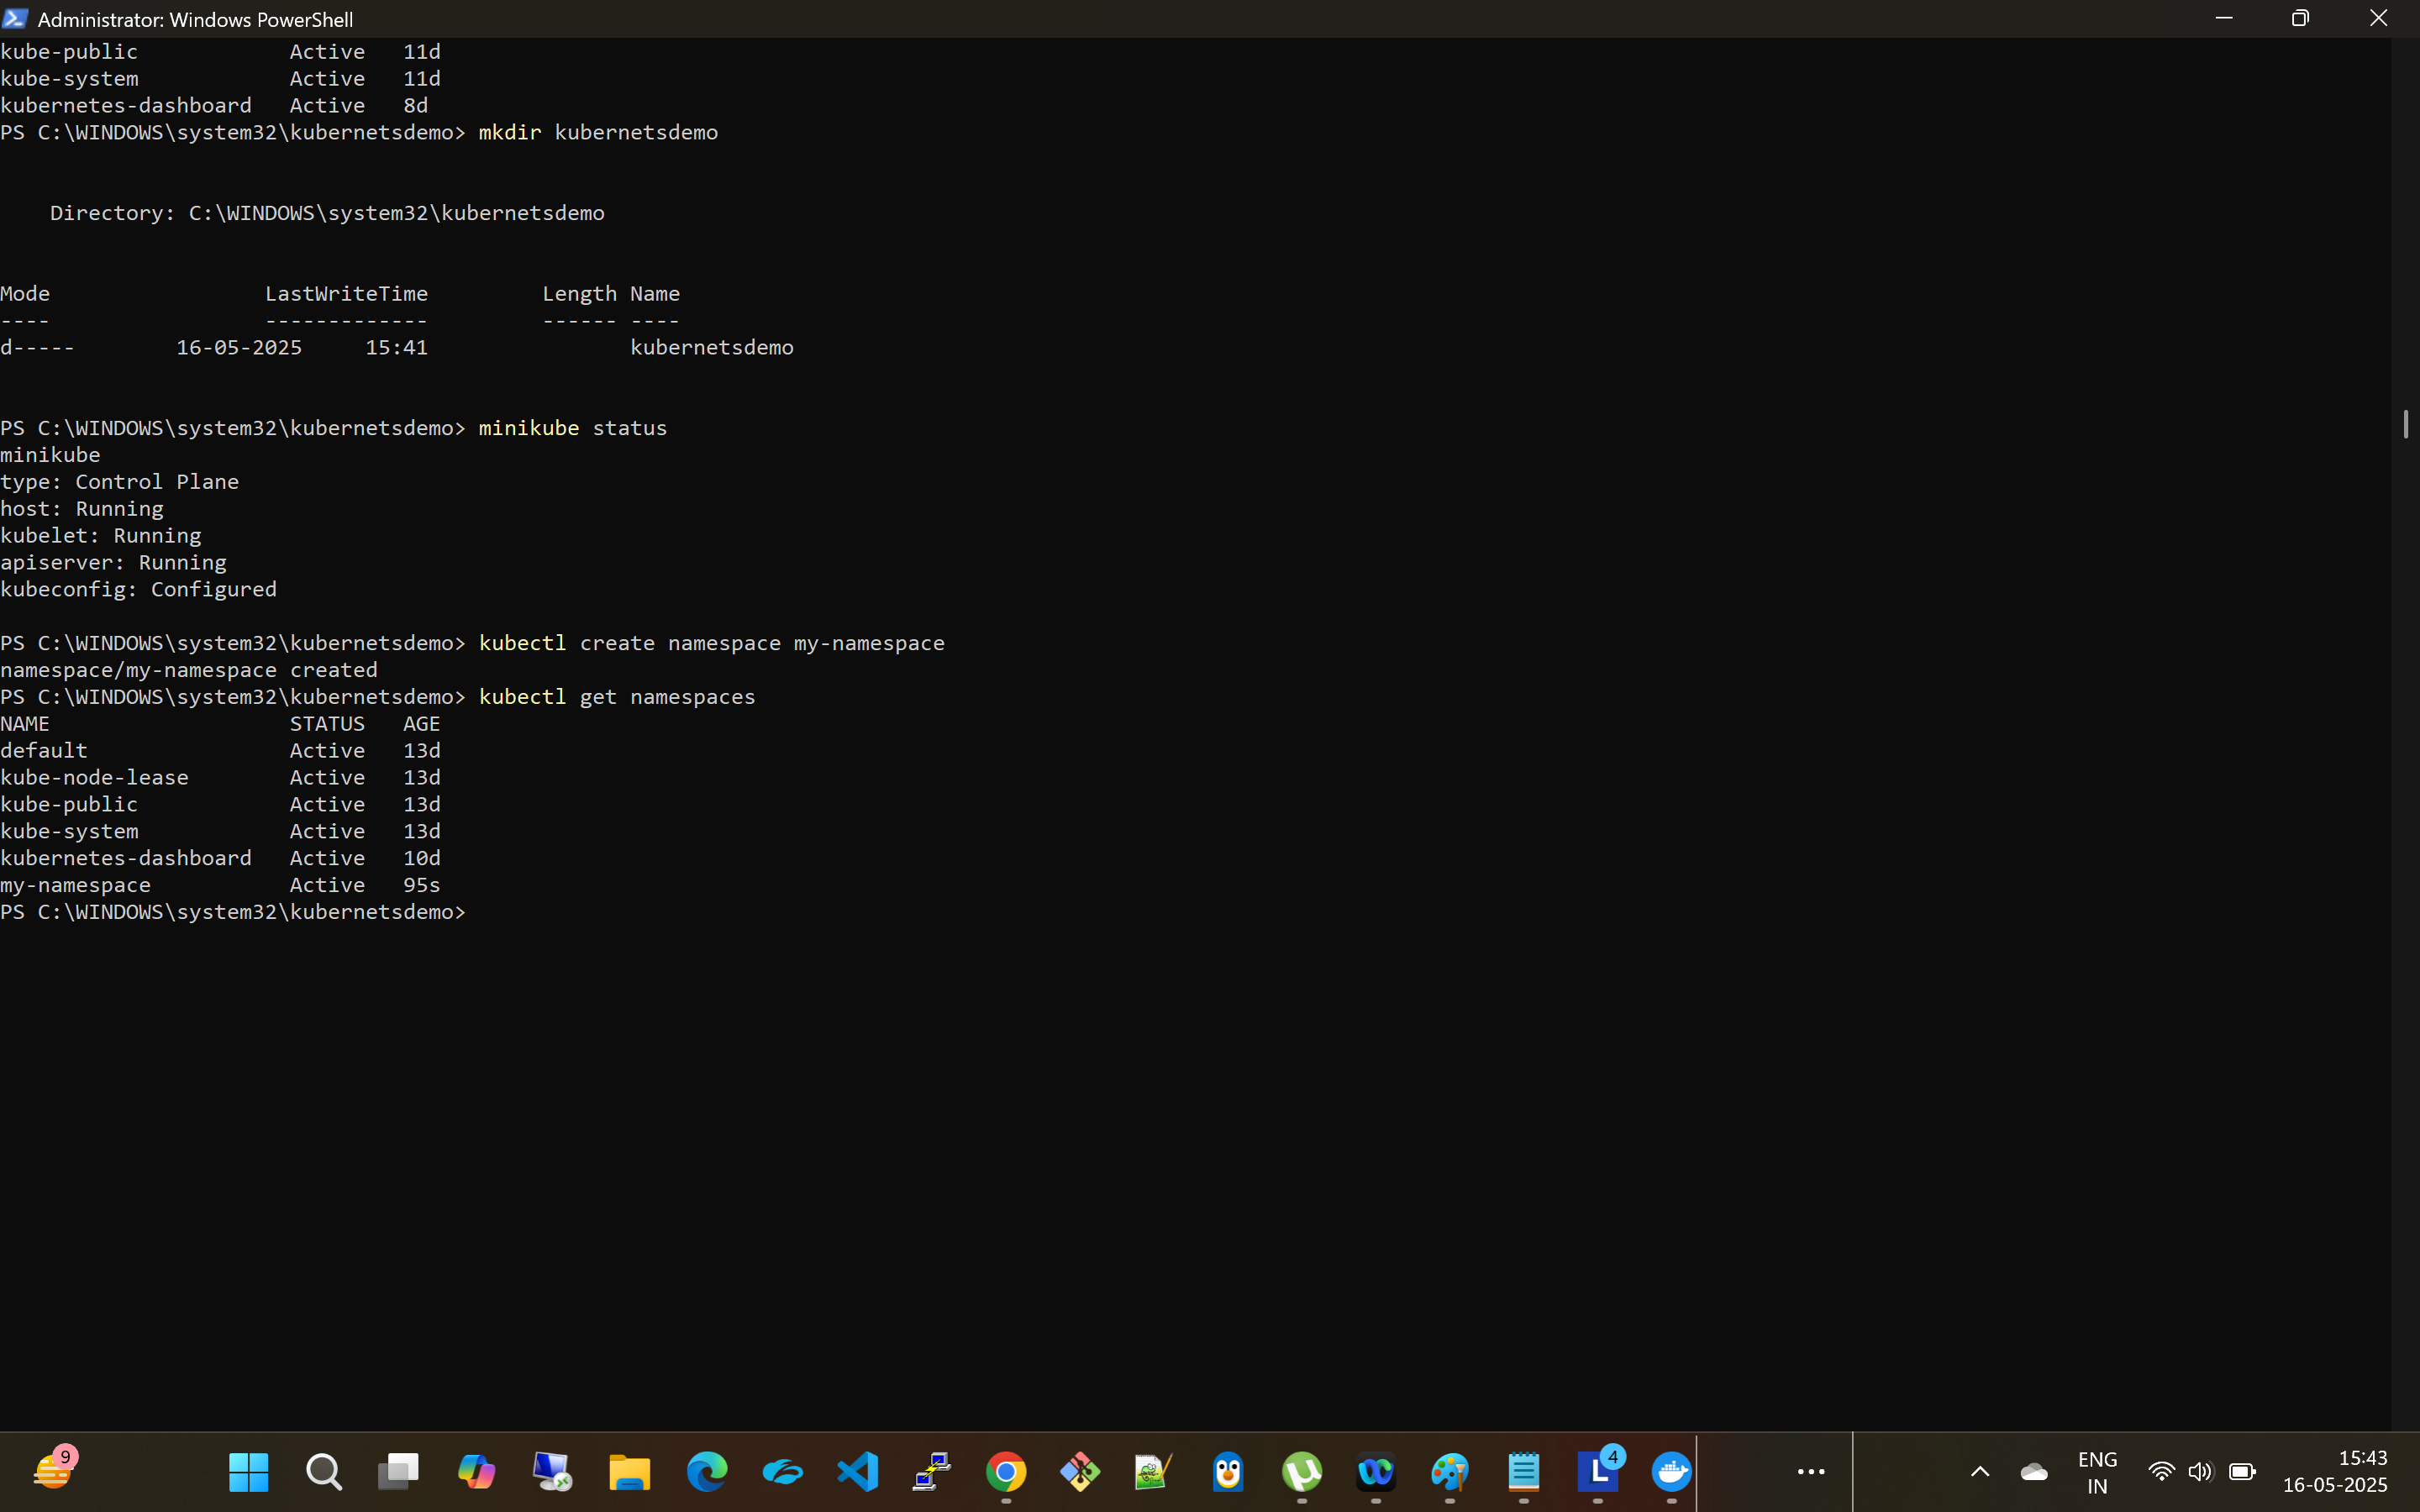 Administrator: Windows PowerShell
kube-public            Active   11d
kube-system            Active   11d
kubernetes-dashboard   Active   8d
PS C:\WINDOWS\system32\kubernetsdemo> mkdir kubernetsdemo
    Directory: C:\WINDOWS\system32\kubernetsdemo
Mode                 LastWriteTime         Length Name
----                 -------------         ------ ----
d-----        16-05-2025     15:41                kubernetsdemo
PS C:\WINDOWS\system32\kubernetsdemo> minikube status
minikube
type: Control Plane
host: Running
kubelet: Running
apiserver: Running
kubeconfig: Configured
PS C:\WINDOWS\system32\kubernetsdemo> kubectl create namespace my-namespace
namespace/my-namespace created
PS C:\WINDOWS\system32\kubernetsdemo> kubectl get namespaces
NAME                   STATUS   AGE
default                Active   13d
kube-node-lease        Active   13d
kube-public            Active   13d
kube-system            Active   13d
kubernetes-dashboard   Active   10d
my-namespace           Active   95s
PS C:\WINDOWS\system32\kubernetsdemo>
9
L
4
ENG
IN
15:43
16-05-2025